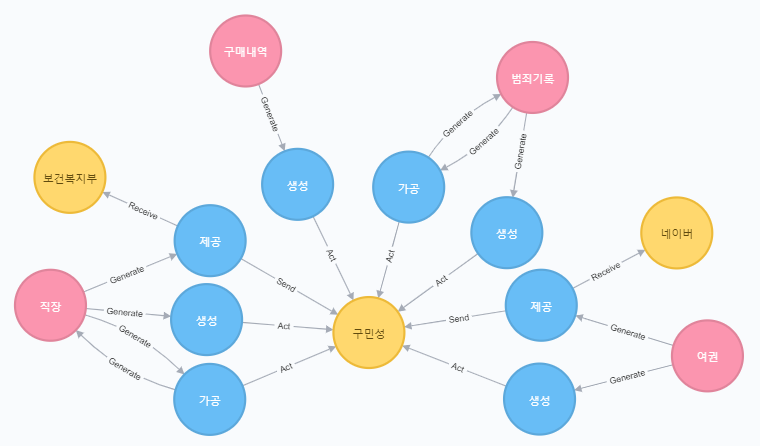 구매내역
범죄기록
Generate
Generate
Generate
Generate
보건복지부
생성
가공
Receive
제공
생성
네이버
Generate
Act
Act
Act
Receive
Send
직장
제공
Generate
생성
Act
구민성
Send
Generate
Generate
여권
Generate
Act
Act
Generate
가공
생성